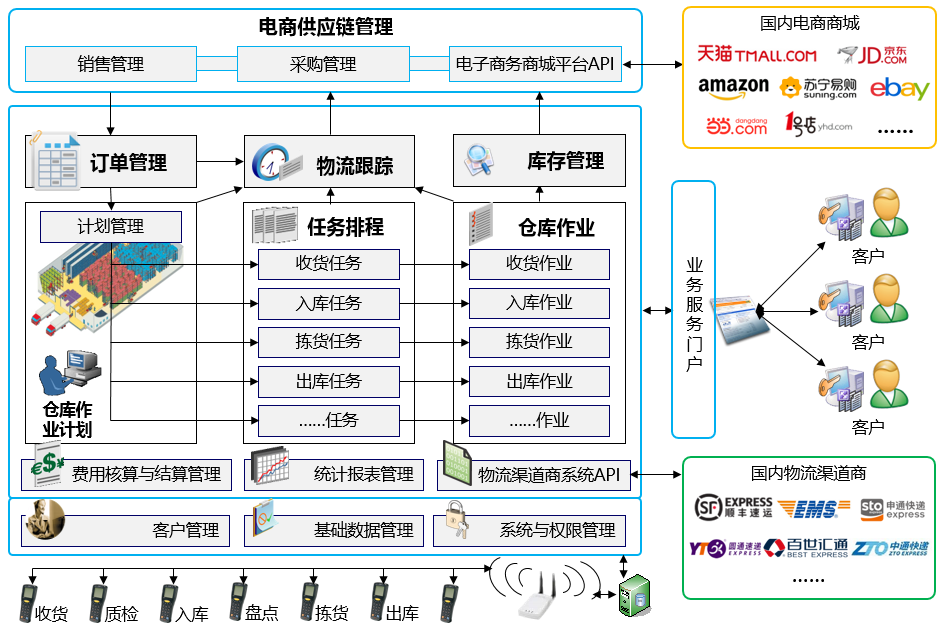 电商供应链管理
销售管理
采购管理
电子商务商城平台API
国内电商商城
天猫 TMALL.COM
JD.京东.COM
amazon
苏宁易购
suning.com
ebay
当当.com
dangdang
1号店
yhd.com
......
订单管理
物流跟踪
库存管理
计划管理
任务排程
仓库作业
收货任务
收货作业
入库任务
入库作业
拣货任务
拣货作业
出库任务
出库作业
......任务
......作业
仓库作
业计划
业务服务门户
客户
客户
客户
费用核算与结算管理
统计报表管理
物流渠道商系统API
客户管理
基础数据管理
系统与权限管理
国内物流渠道商
SF EXPRESS
顺丰速运
EMS
sto 申通快递
express
YTO 圆通速递
EXPRESS
百世汇通
BEST EXPRESS
ZTO 中通快递
ZTO EXPRESS
......
收货
质检
入库
盘点
拣货
出库